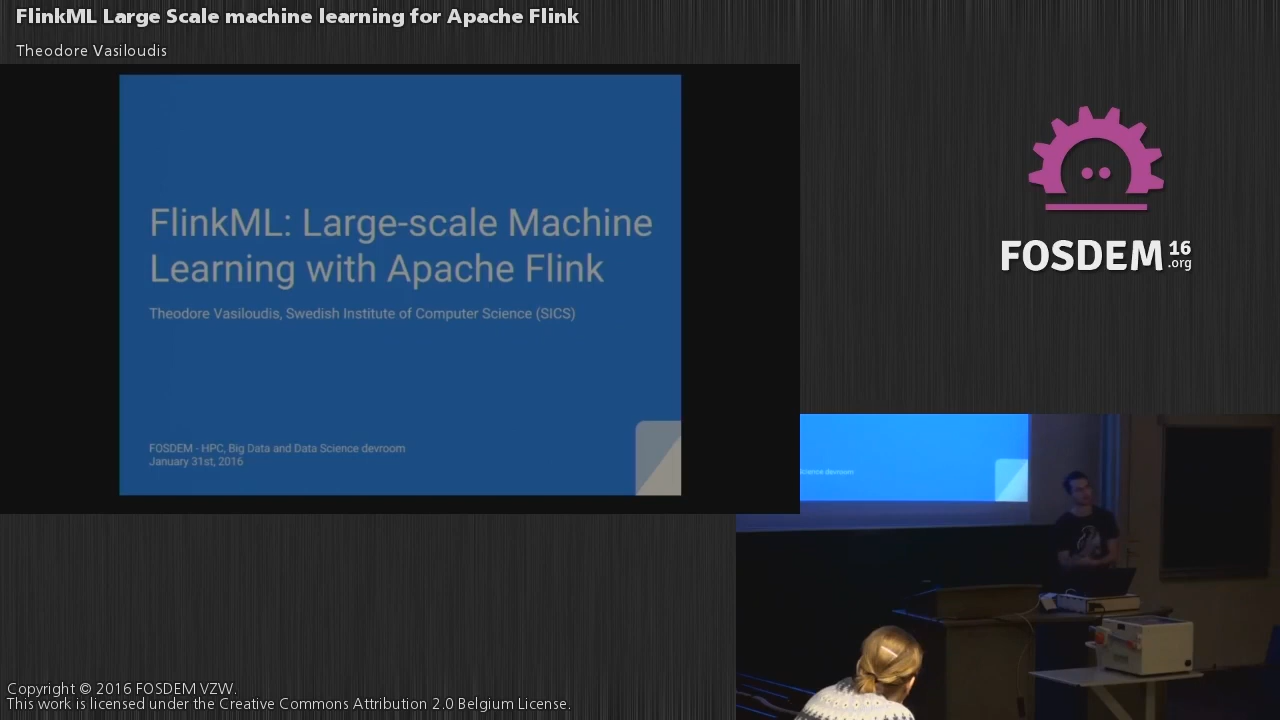 FlinkML Large Scale machine learning for Apache Flink
Theodore Vasiloudis
FlinkML: Large-scale Machine
Learning with Apache Flink
Theodore Vasiloudis, Swedish Institute of Computer Science (SICS)
FOSDEM - HPC, Big Data and Data Science devroom
January 31st, 2016
FOSDEM 16
.org
Science devroom
Copyright © 2016 FOSDEM VZW.
This work is licensed under the Creative Commons Attribution 2.0 Belgium License.